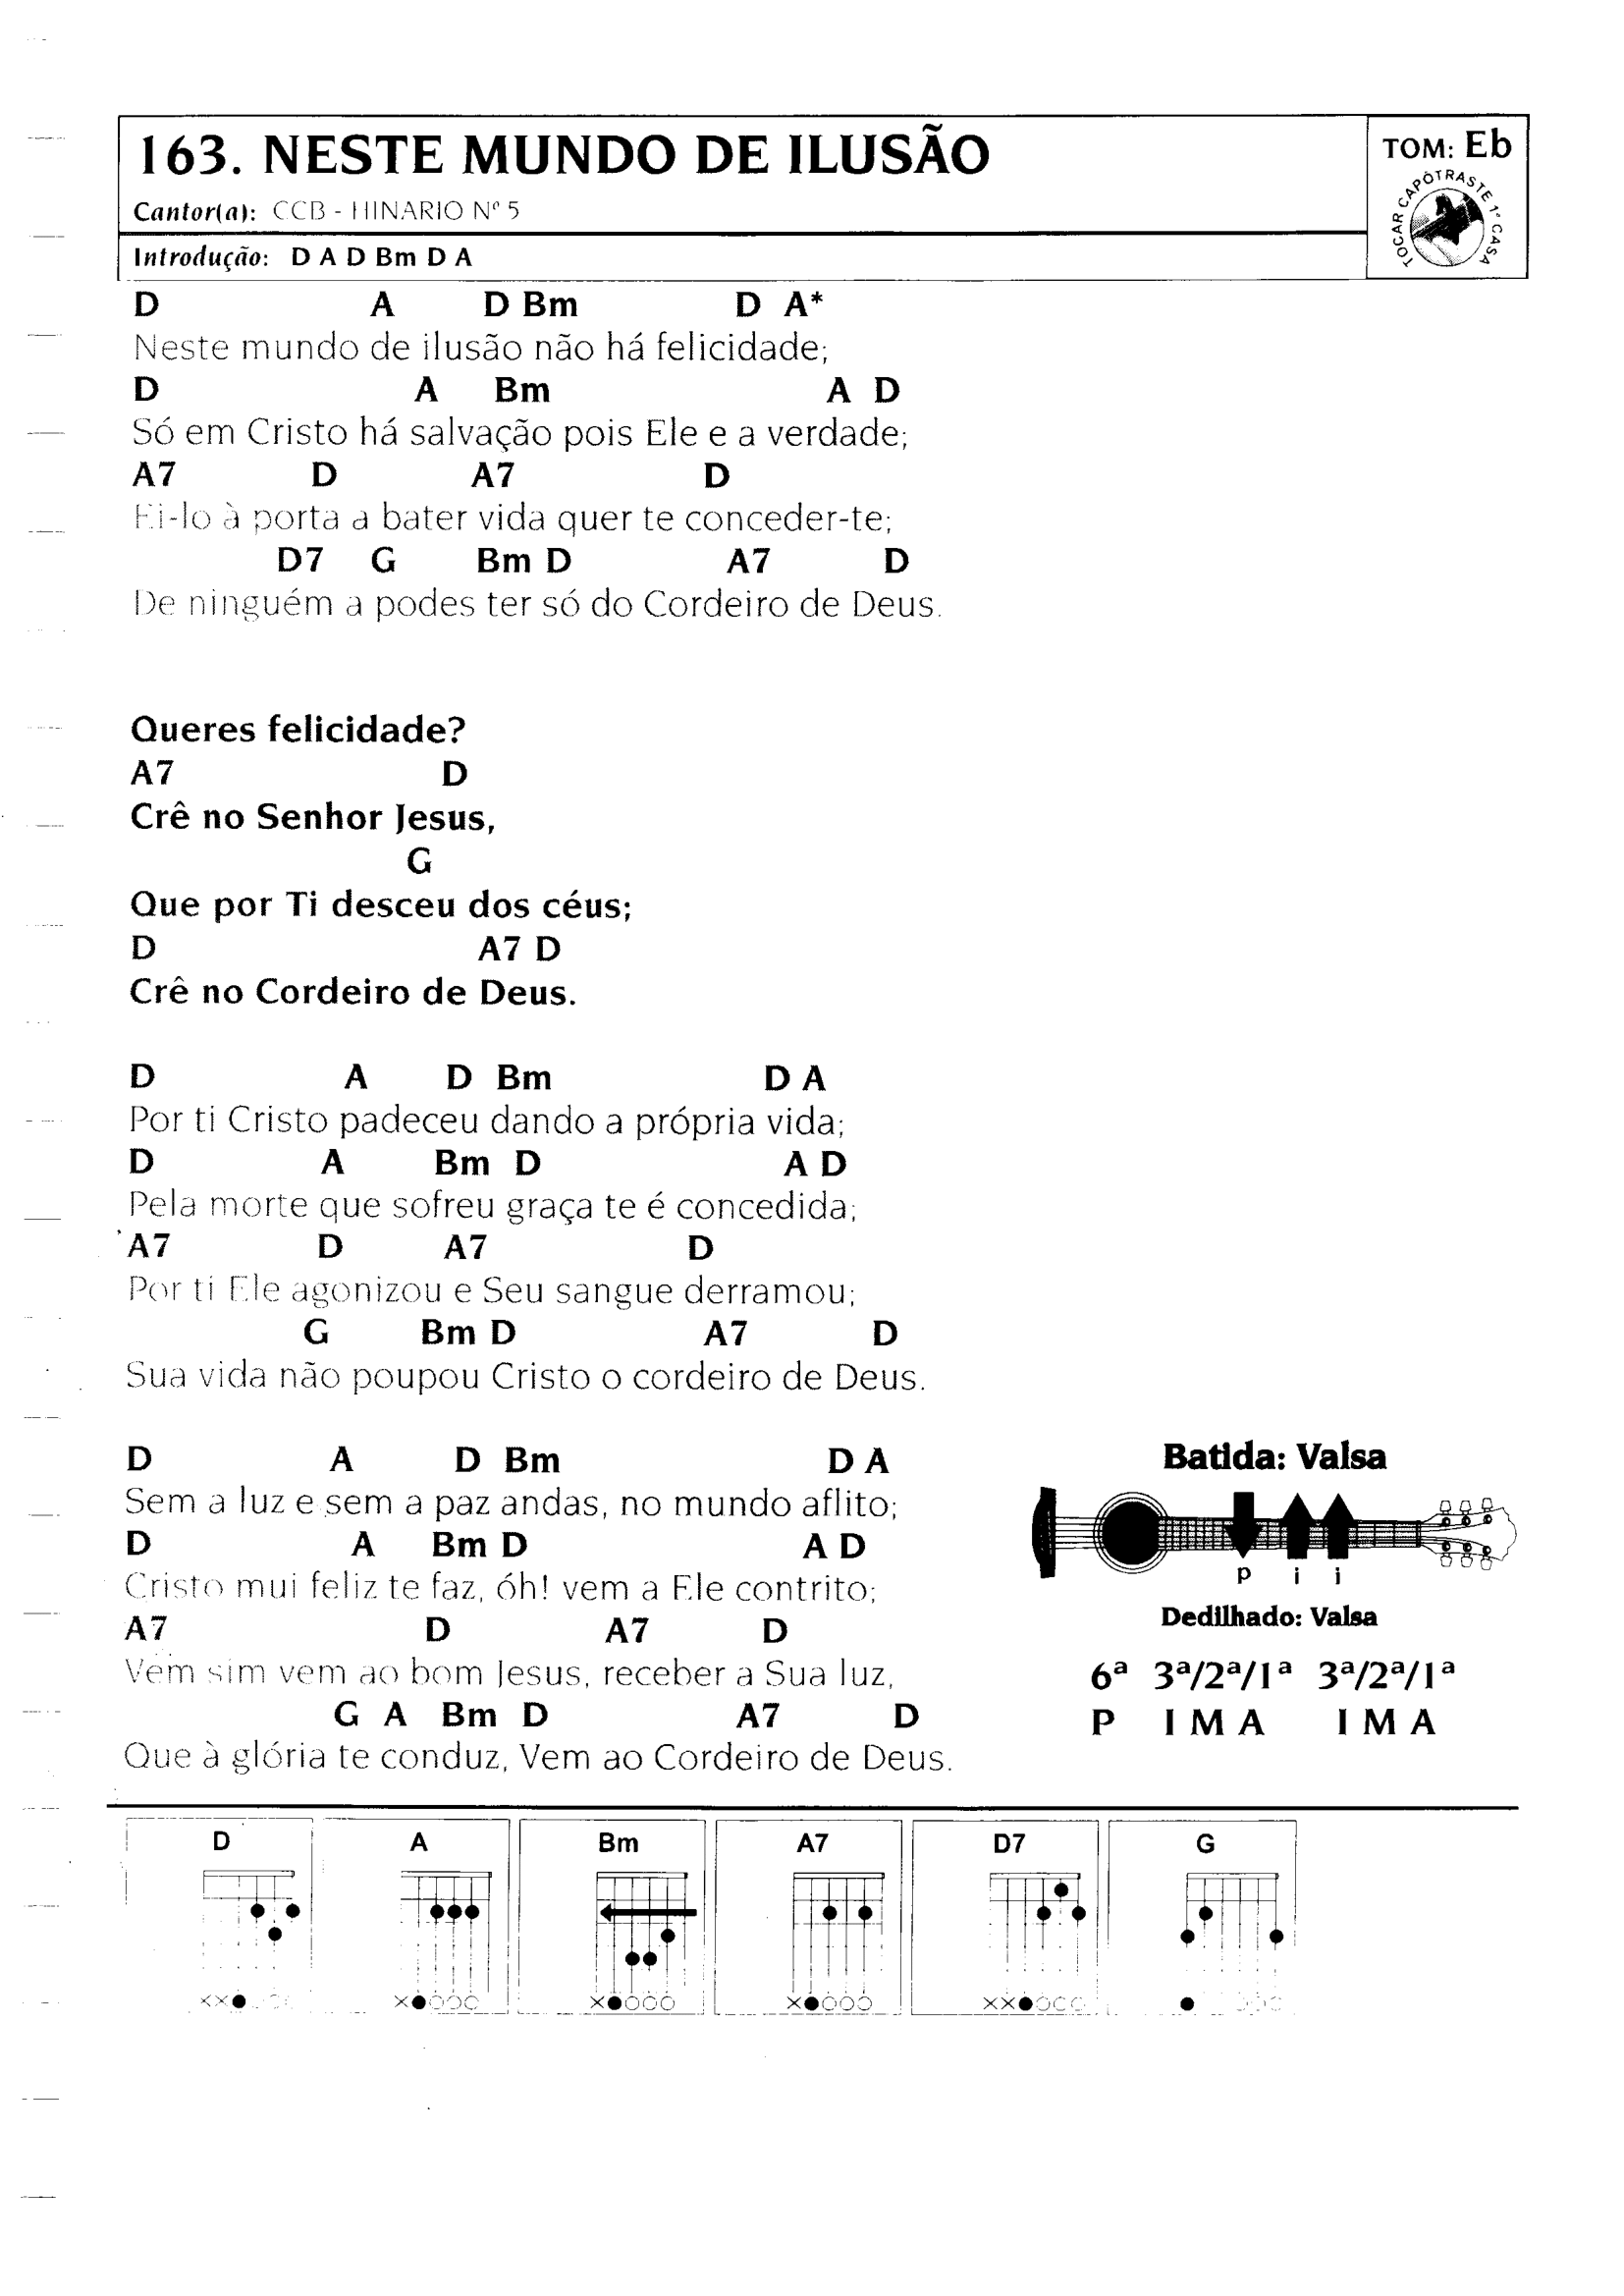 163. NESTE MUNDO DE ILUSÃO
TOM: Eb
Cantor(a): CCB - HINARIO Nº 5
TOCAR CAPÔTRASTE 1ª CASA
Introdução: D A D Bm D A
D A D Bm D A*
Neste mundo de ilusão não há felicidade;
D A Bm A D
Só em Cristo há salvação pois Ele e a verdade;
A7 D A7 D
Ei-lo à porta a bater vida quer te conceder-te;
D7 G Bm D A7 D
De ninguém a podes ter só do Cordeiro de Deus.
Queres felicidade?
A7 D
Crê no Senhor Jesus,
G
Que por Ti desceu dos céus;
D A7 D
Crê no Cordeiro de Deus.
D A D Bm D A
Por ti Cristo padeceu dando a própria vida;
D A Bm D A D
Pela morte que sofreu graça te é concedida;
A7 D A7 D
Por ti Ele agonizou e Seu sangue derramou;
G Bm D A7 D
Sua vida não poupou Cristo o cordeiro de Deus.
D A D Bm D A
Sem a luz e sem a paz andas, no mundo aflito;
D A Bm D A D
Cristo mui feliz te faz, óh! vem a Ele contrito;
A7 D A7 D
Vem sim vem ao bom Jesus, receber a Sua luz,
G A Bm D A7 D
Que à glória te conduz, Vem ao Cordeiro de Deus.
Batida: Valsa
p i i
Dedilhado: Valsa
6ª 3ª/2ª/1ª 3ª/2ª/1ª
P I M A I M A
D A Bm A7 D7 G